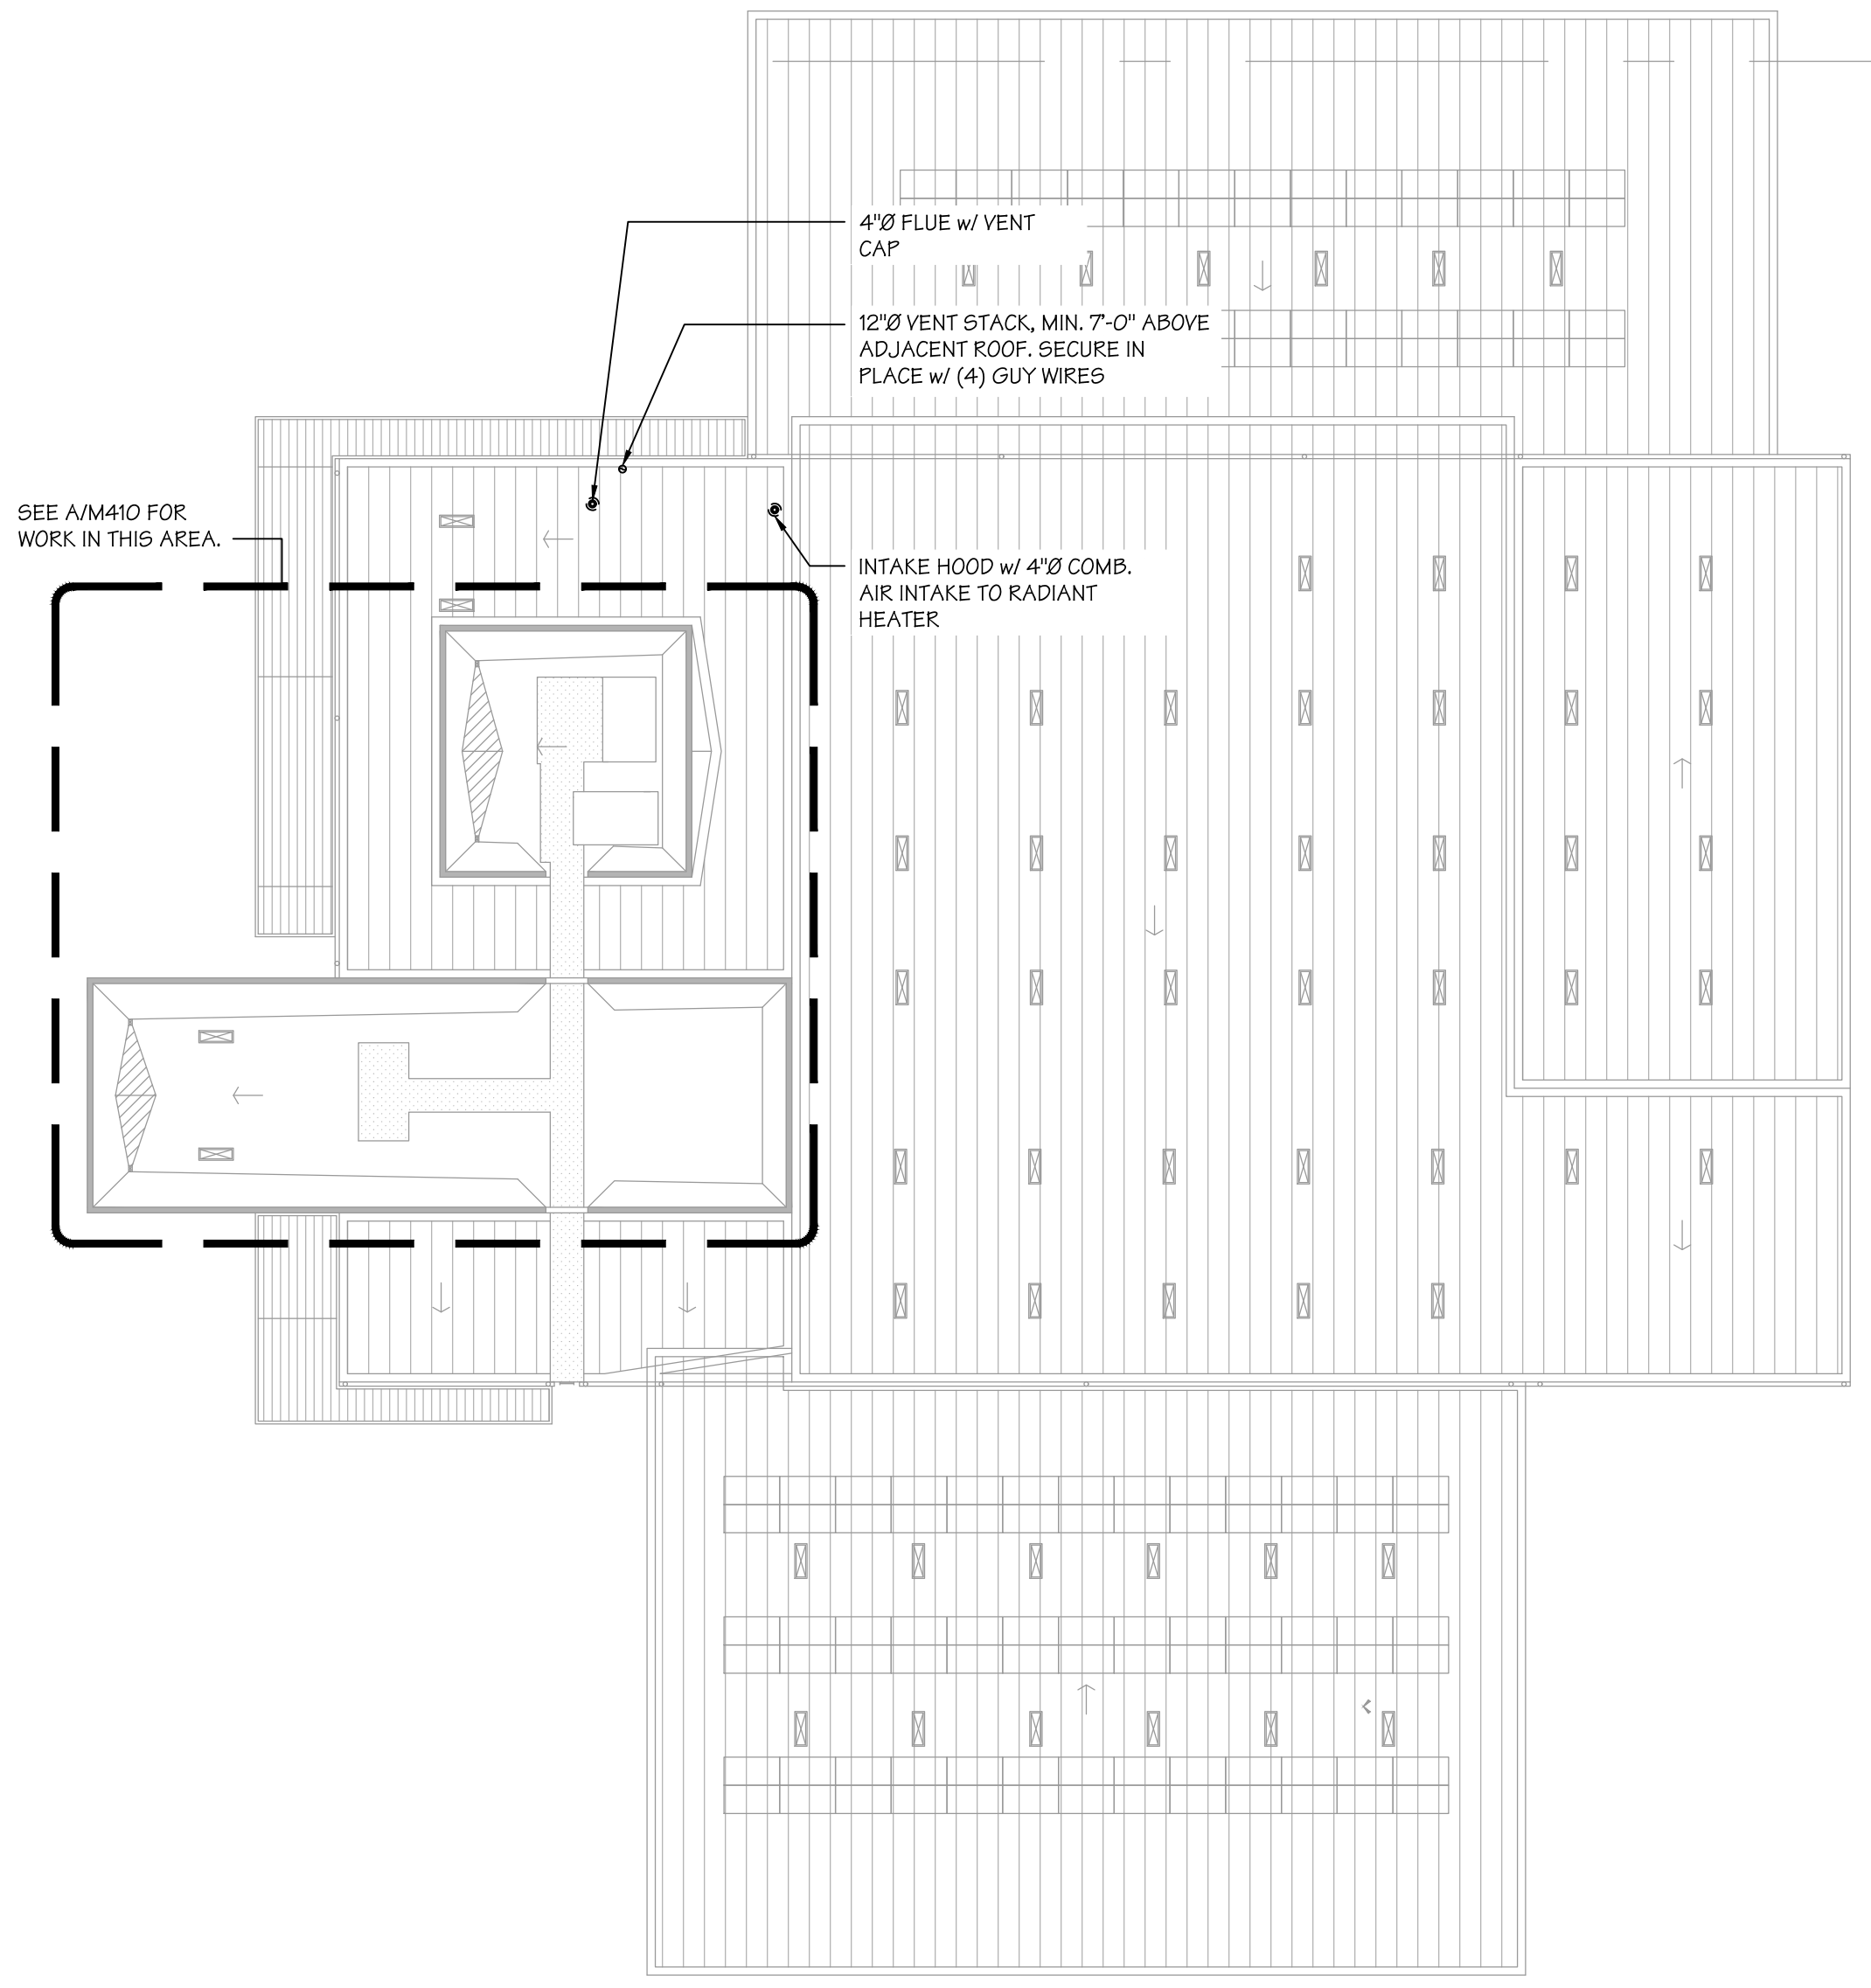 4"Ø FLUE w/ VENT
CAP
12"Ø VENT STACK, MIN. 7'-0" ABOVE
ADJACENT ROOF. SECURE IN
PLACE w/ (4) GUY WIRES
SEE A/M410 FOR
WORK IN THIS AREA.
INTAKE HOOD w/ 4"Ø COMB.
AIR INTAKE TO RADIANT
HEATER